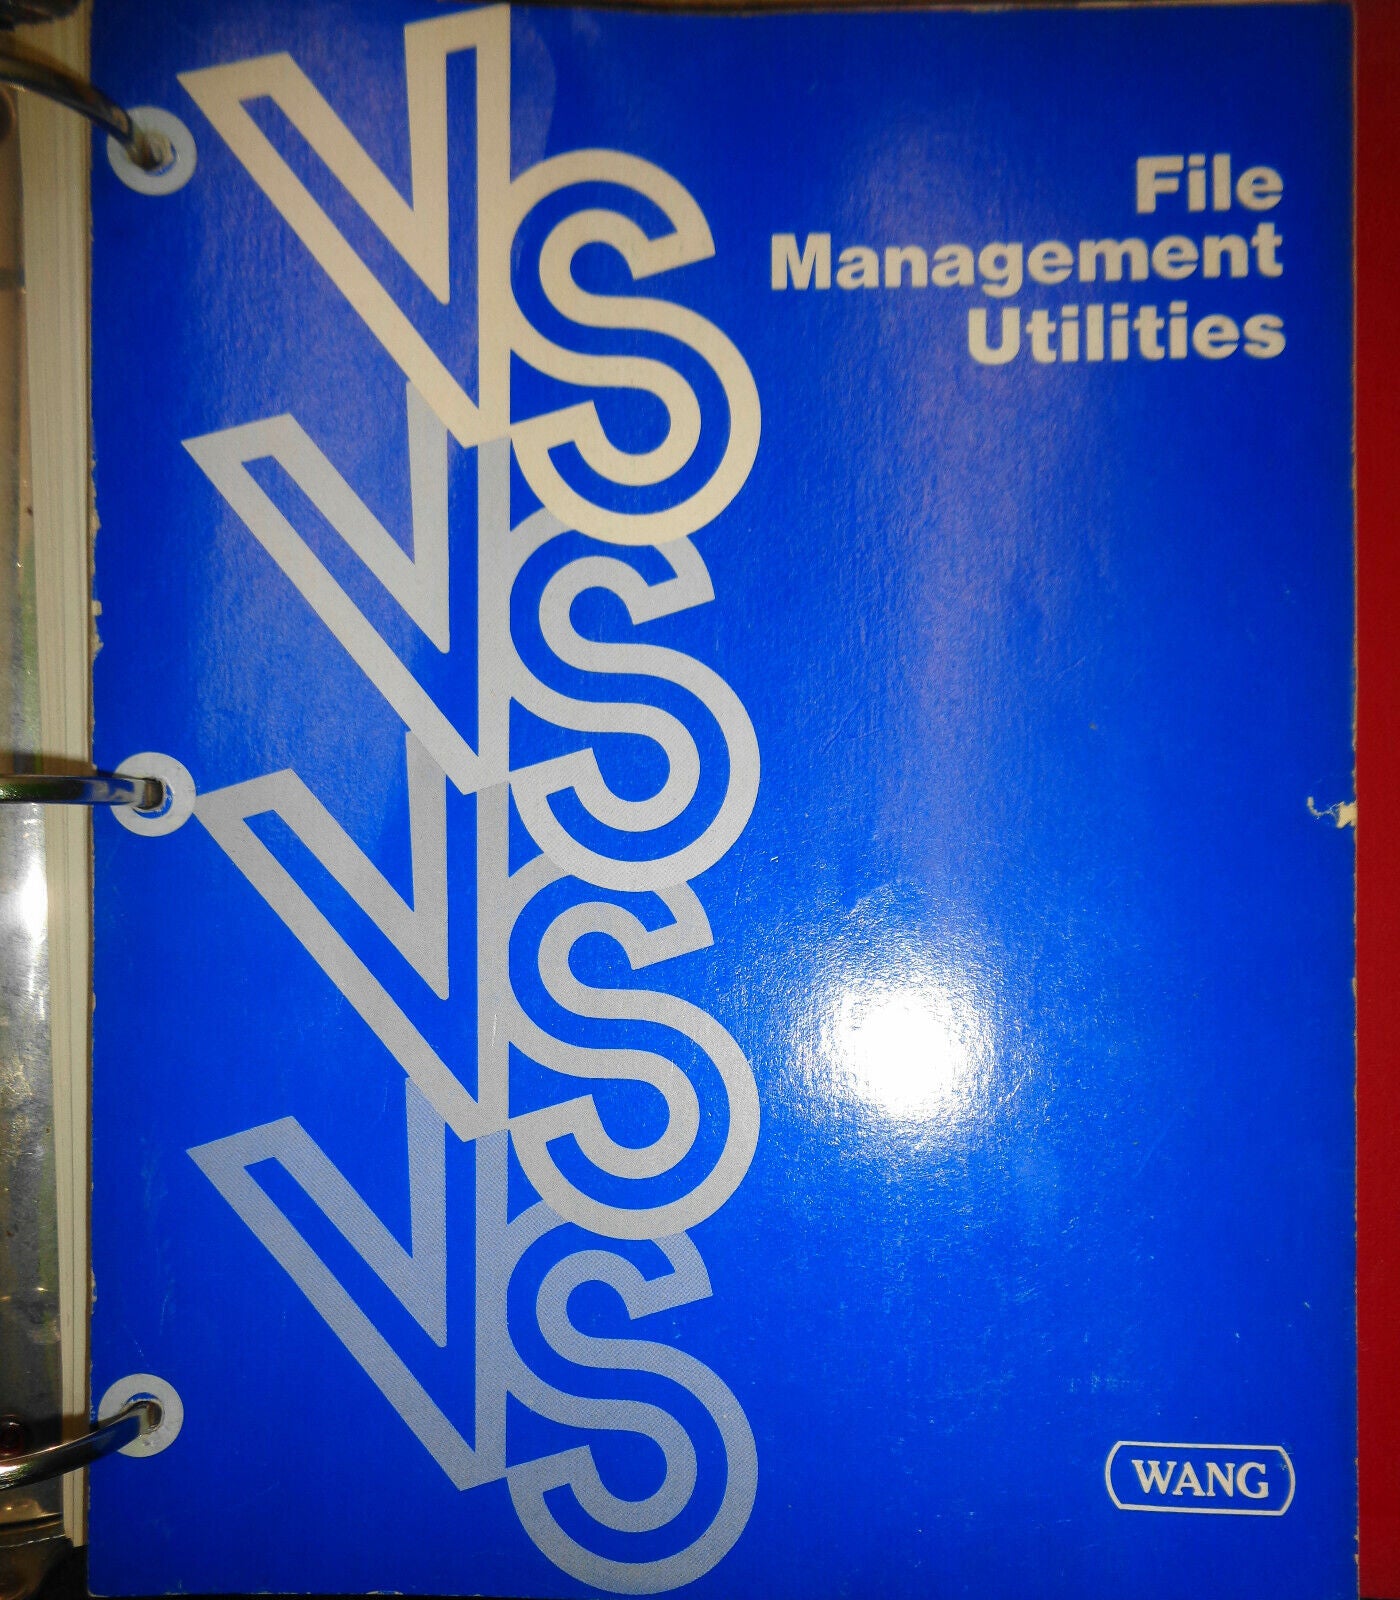 VS
File
Management
Utilities
VS
VS
VS
WANG